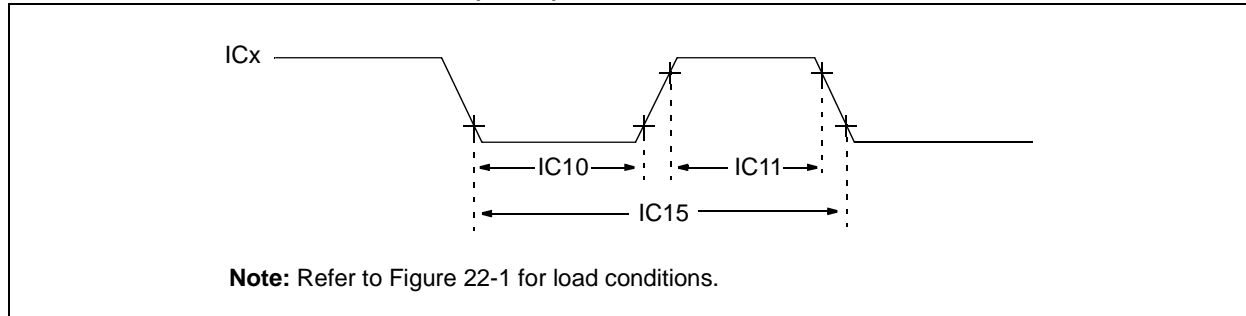 ICx
IC10
IC11
IC15
Note: Refer to Figure 22-1 for load conditions.